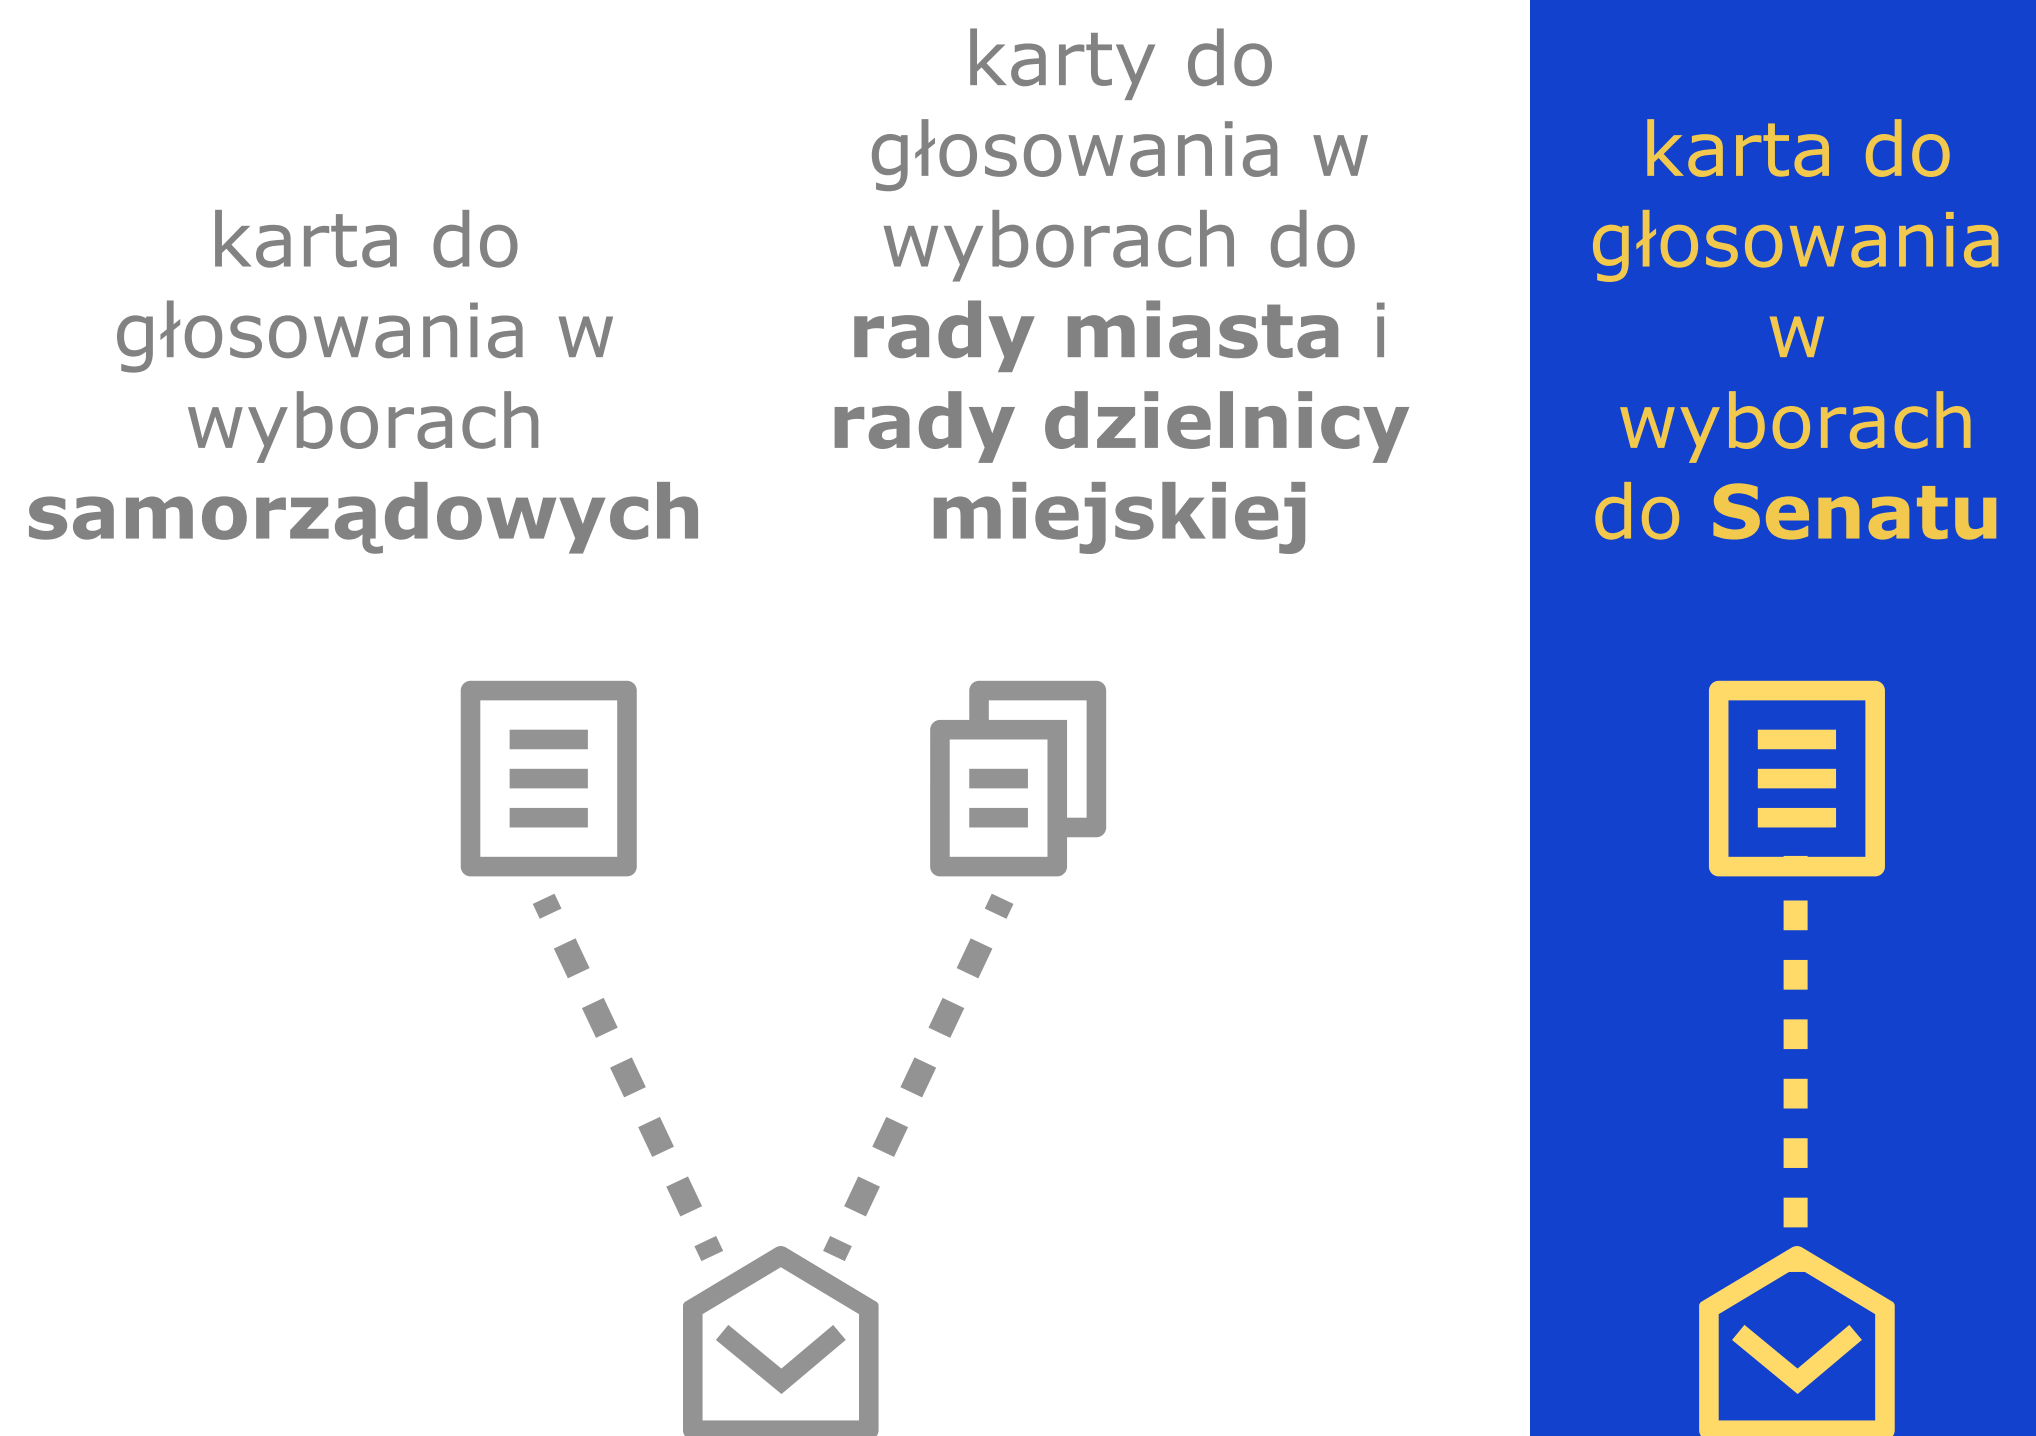 karta do
głosowania w
wyborach
samorządowych
karty do
głosowania w
wyborach do
rady miasta i
rady dzielnicy
miejskiej
karta do
głosowania
w
wyborach
do Senatu